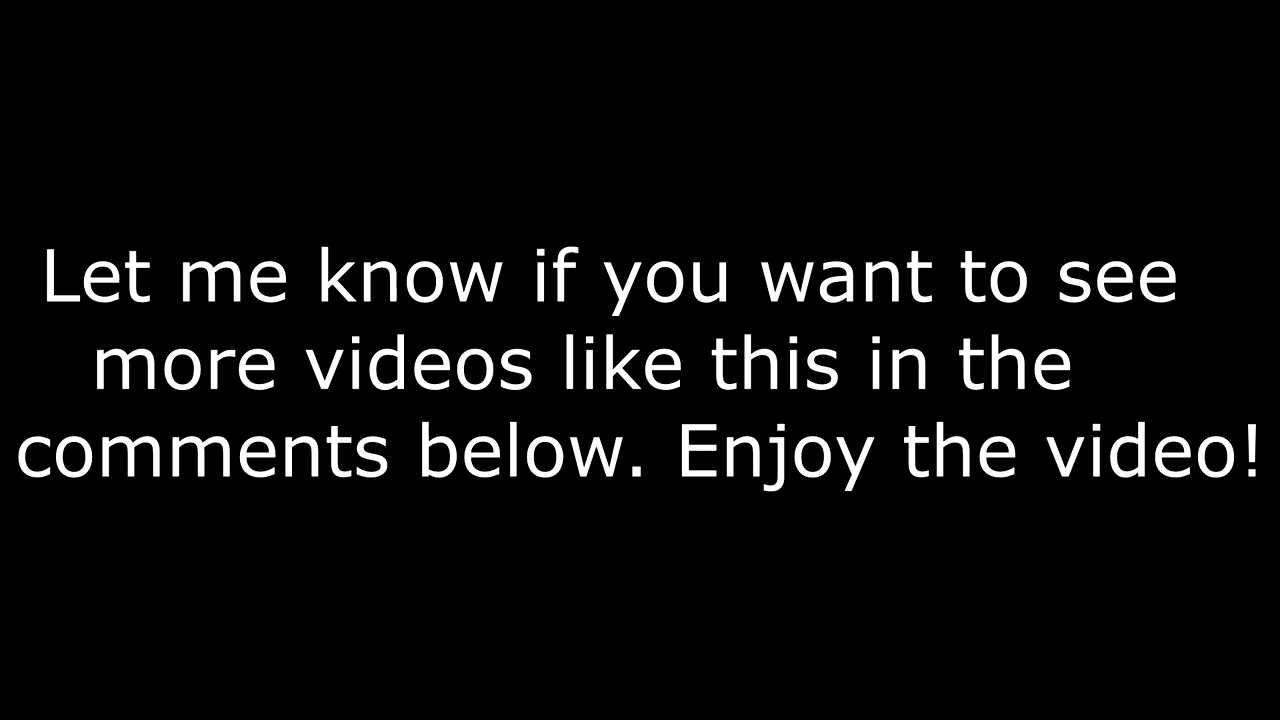 Let me know if you want to see
more videos like this in the
comments below. Enjoy the video!